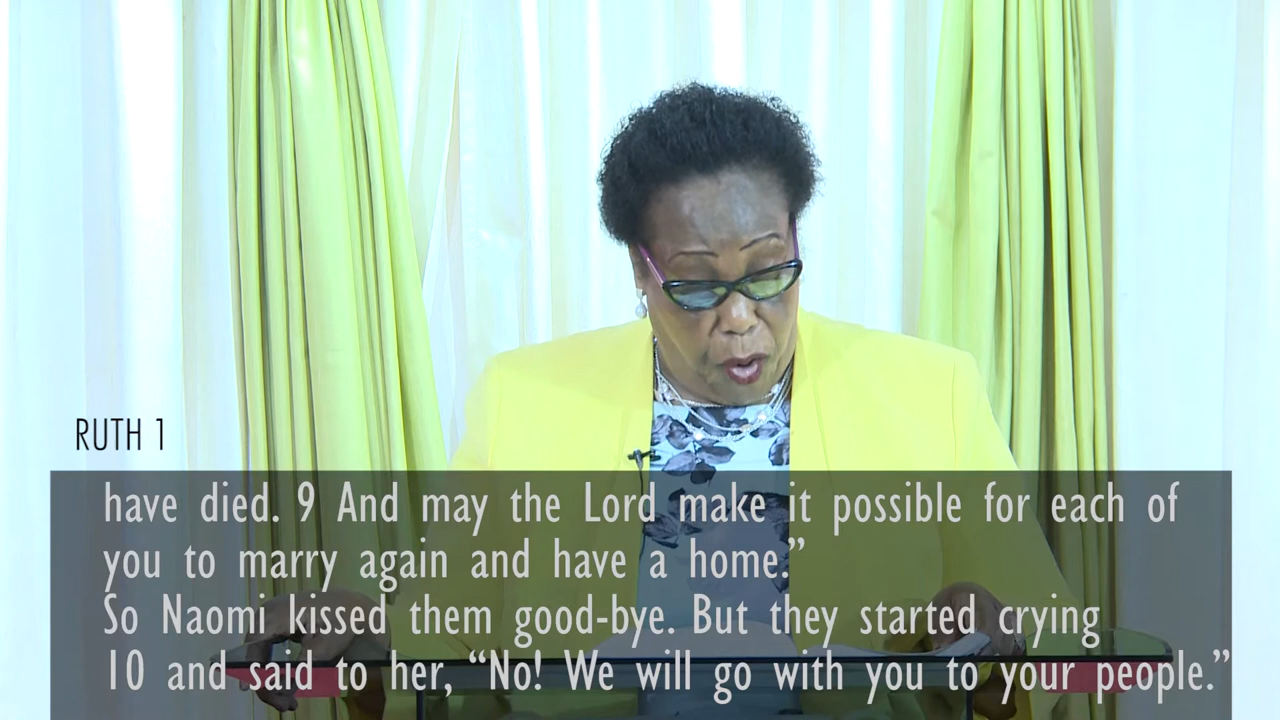 RUTH 1
have died. 9 And may the Lord make it possible for each of
you to marry again and have a home.”
So Naomi kissed them good-bye. But they started crying
10 and said to her, “No! We will go with you to your people.”